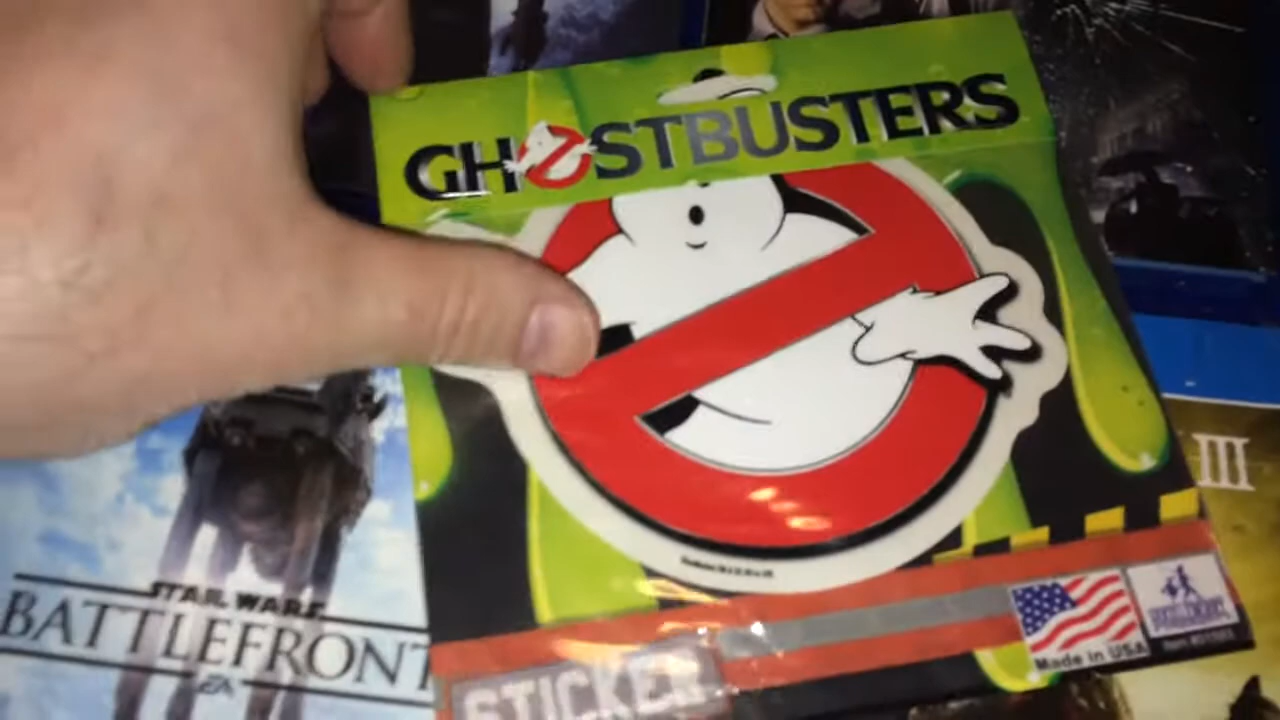 GHOSTBUSTERS
III
STAR WARS
BATTLEFRONT
EA
STICKER
Made in USA